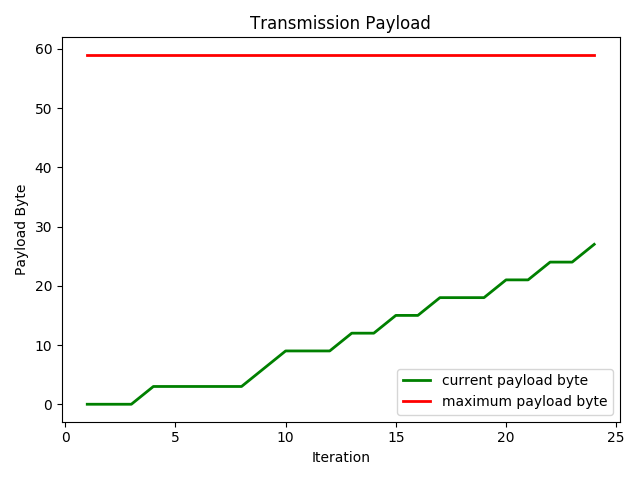 Transmission Payload
60
50
40
30
20
10
0
Payload Byte
current payload byte
maximum payload byte
0 5 10 15 20 25
Iteration